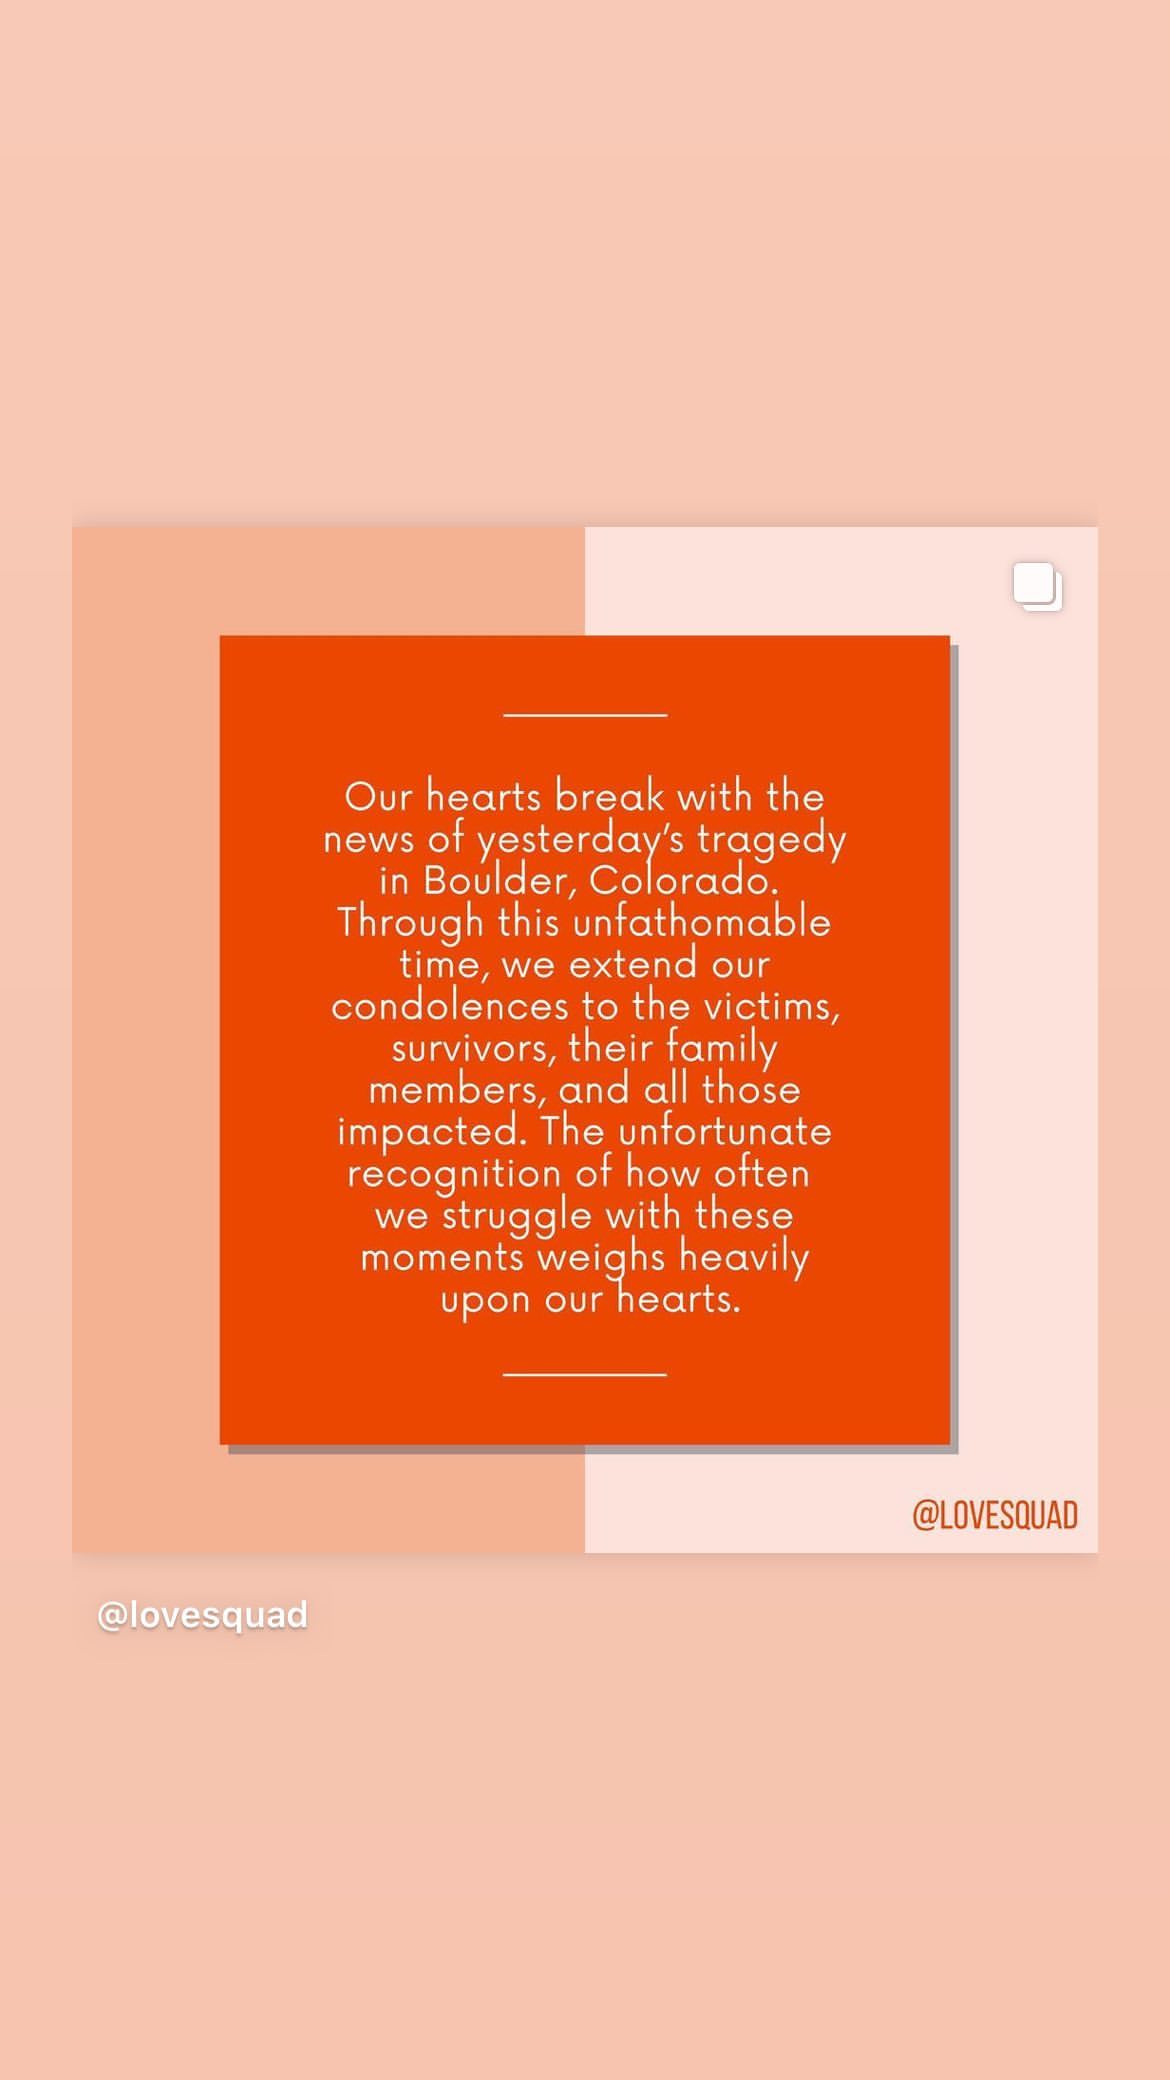 Our hearts break with the
news of yesterday’s tragedy
in Boulder, Colorado.
Through this unfathomable
time, we extend our
condolences to the victims,
survivors, their family
members, and all those
impacted. The unfortunate
recognition of how often
we struggle with these
moments weighs heavily
upon our hearts.
@LOVESQUAD
@lovesquad